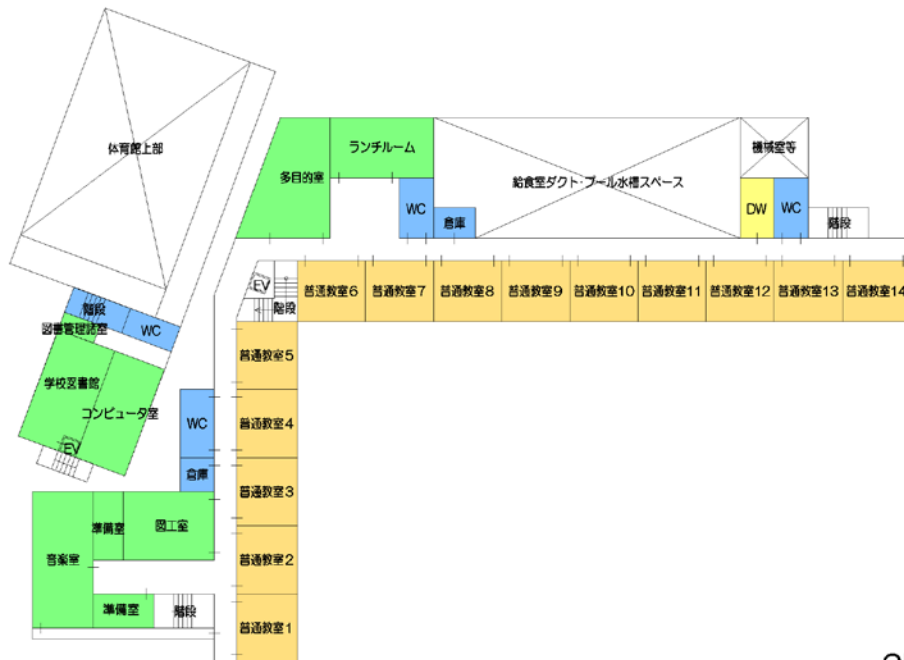 体育館上部
ランチルーム
機械室等
多目的室
給食室ダクト・プール水槽スペース
WC
倉庫
DW
WC
階段
EV
階段
普通教室6
普通教室7
普通教室8
普通教室9
普通教室10
普通教室11
普通教室12
普通教室13
普通教室14
階段
WC
図書管理諸室
学校図書館
コンピュータ室
EV
普通教室5
WC
普通教室4
倉庫
普通教室3
音楽室
準備室
図工室
普通教室2
準備室
階段
普通教室1